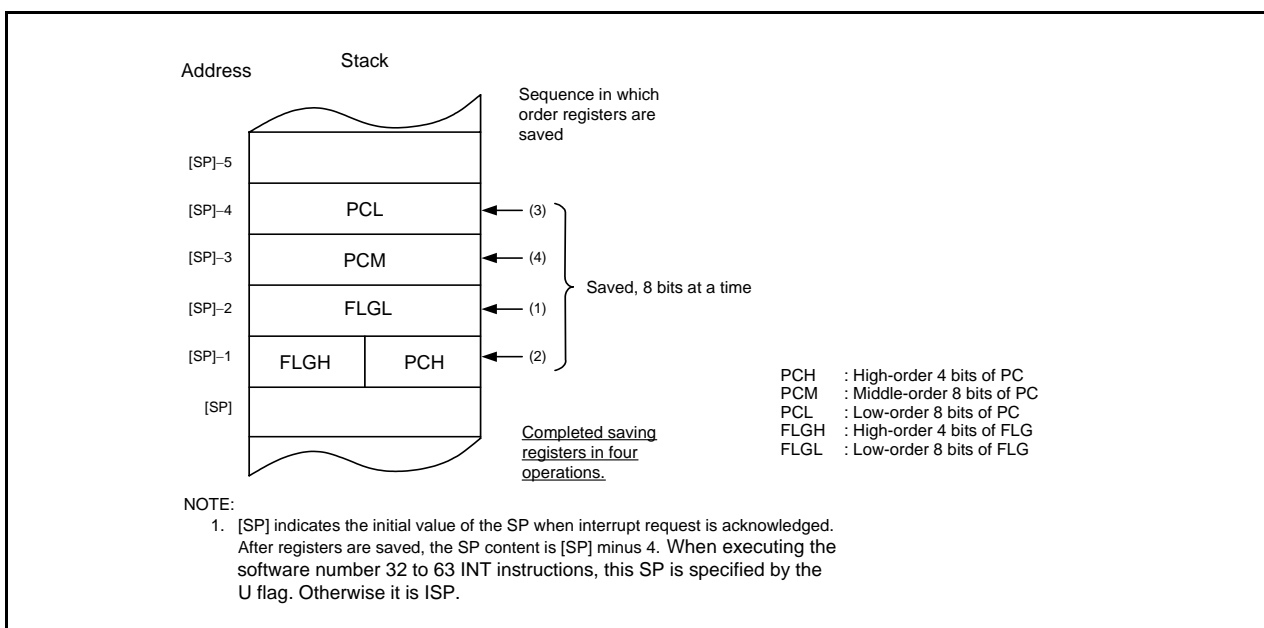 Address
Stack
Sequence in which
order registers are
saved
[SP]−5
[SP]−4 PCL (3)
[SP]−3 PCM (4)
Saved, 8 bits at a time
[SP]−2 FLGL (1)
[SP]−1 FLGH PCH (2)
[SP]
Completed saving
registers in four
operations.
PCH : High-order 4 bits of PC
PCM : Middle-order 8 bits of PC
PCL : Low-order 8 bits of PC
FLGH : High-order 4 bits of FLG
FLGL : Low-order 8 bits of FLG
NOTE:
1. [SP] indicates the initial value of the SP when interrupt request is acknowledged.
After registers are saved, the SP content is [SP] minus 4. When executing the
software number 32 to 63 INT instructions, this SP is specified by the
U flag. Otherwise it is ISP.